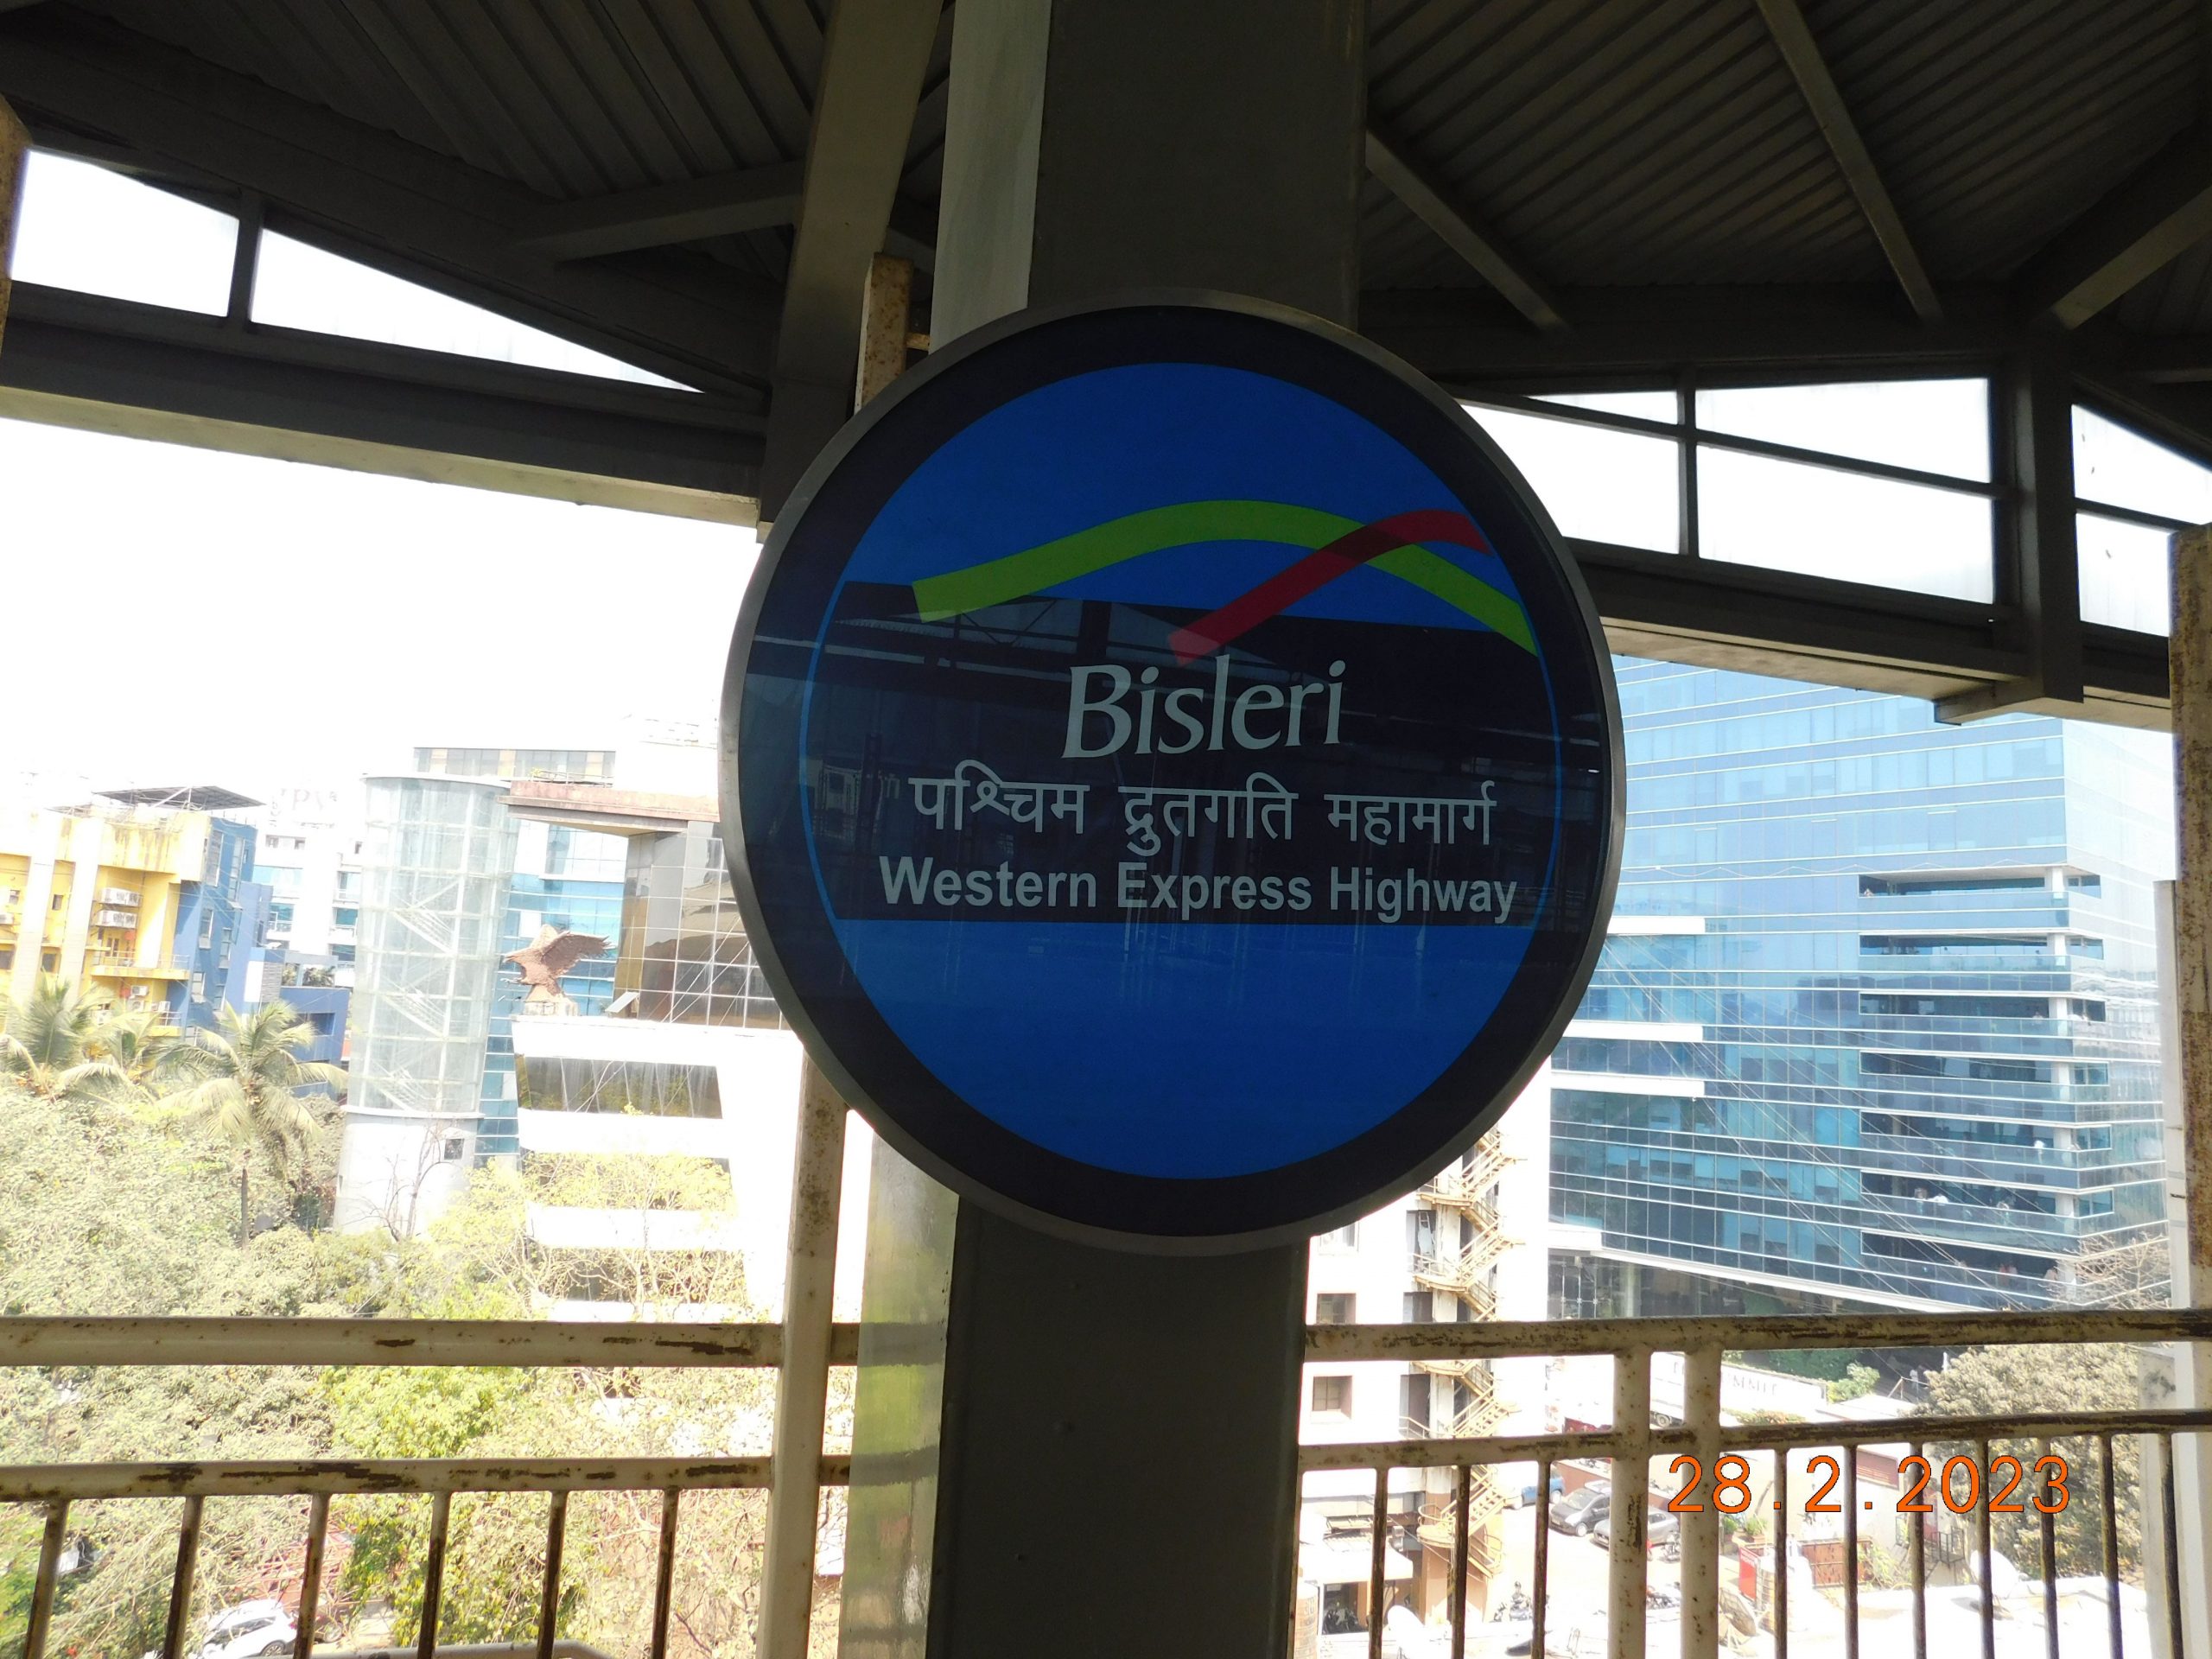 Bisleri
पश्चिम द्रुतगति महामार्ग
Western Express Highway
28.2.2023